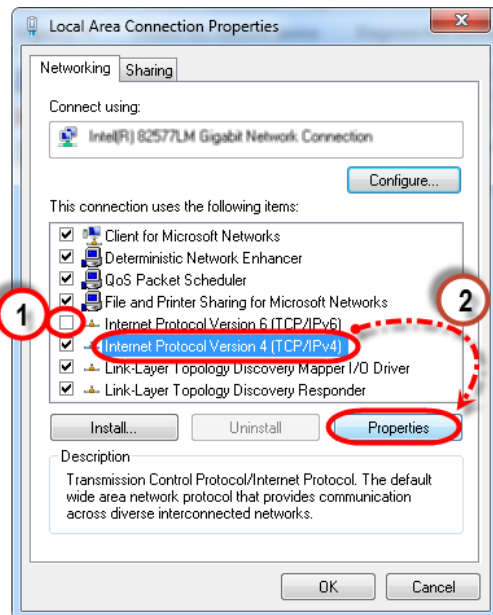 Local Area Connection Properties
Networking
Sharing
Connect using:
Intel(R) 82577LM Gigabit Network Connection
Configure...
This connection uses the following items:
Client for Microsoft Networks
Deterministic Network Enhancer
QoS Packet Scheduler
File and Printer Sharing for Microsoft Networks
1
2
Internet Protocol Version 6 (TCP/IPv6)
Internet Protocol Version 4 (TCP/IPv4)
Link-Layer Topology Discovery Mapper I/O Driver
Link-Layer Topology Discovery Responder
Install...
Uninstall
Properties
Description
Transmission Control Protocol/Internet Protocol. The default
wide area network protocol that provides communication
across diverse interconnected networks.
OK
Cancel